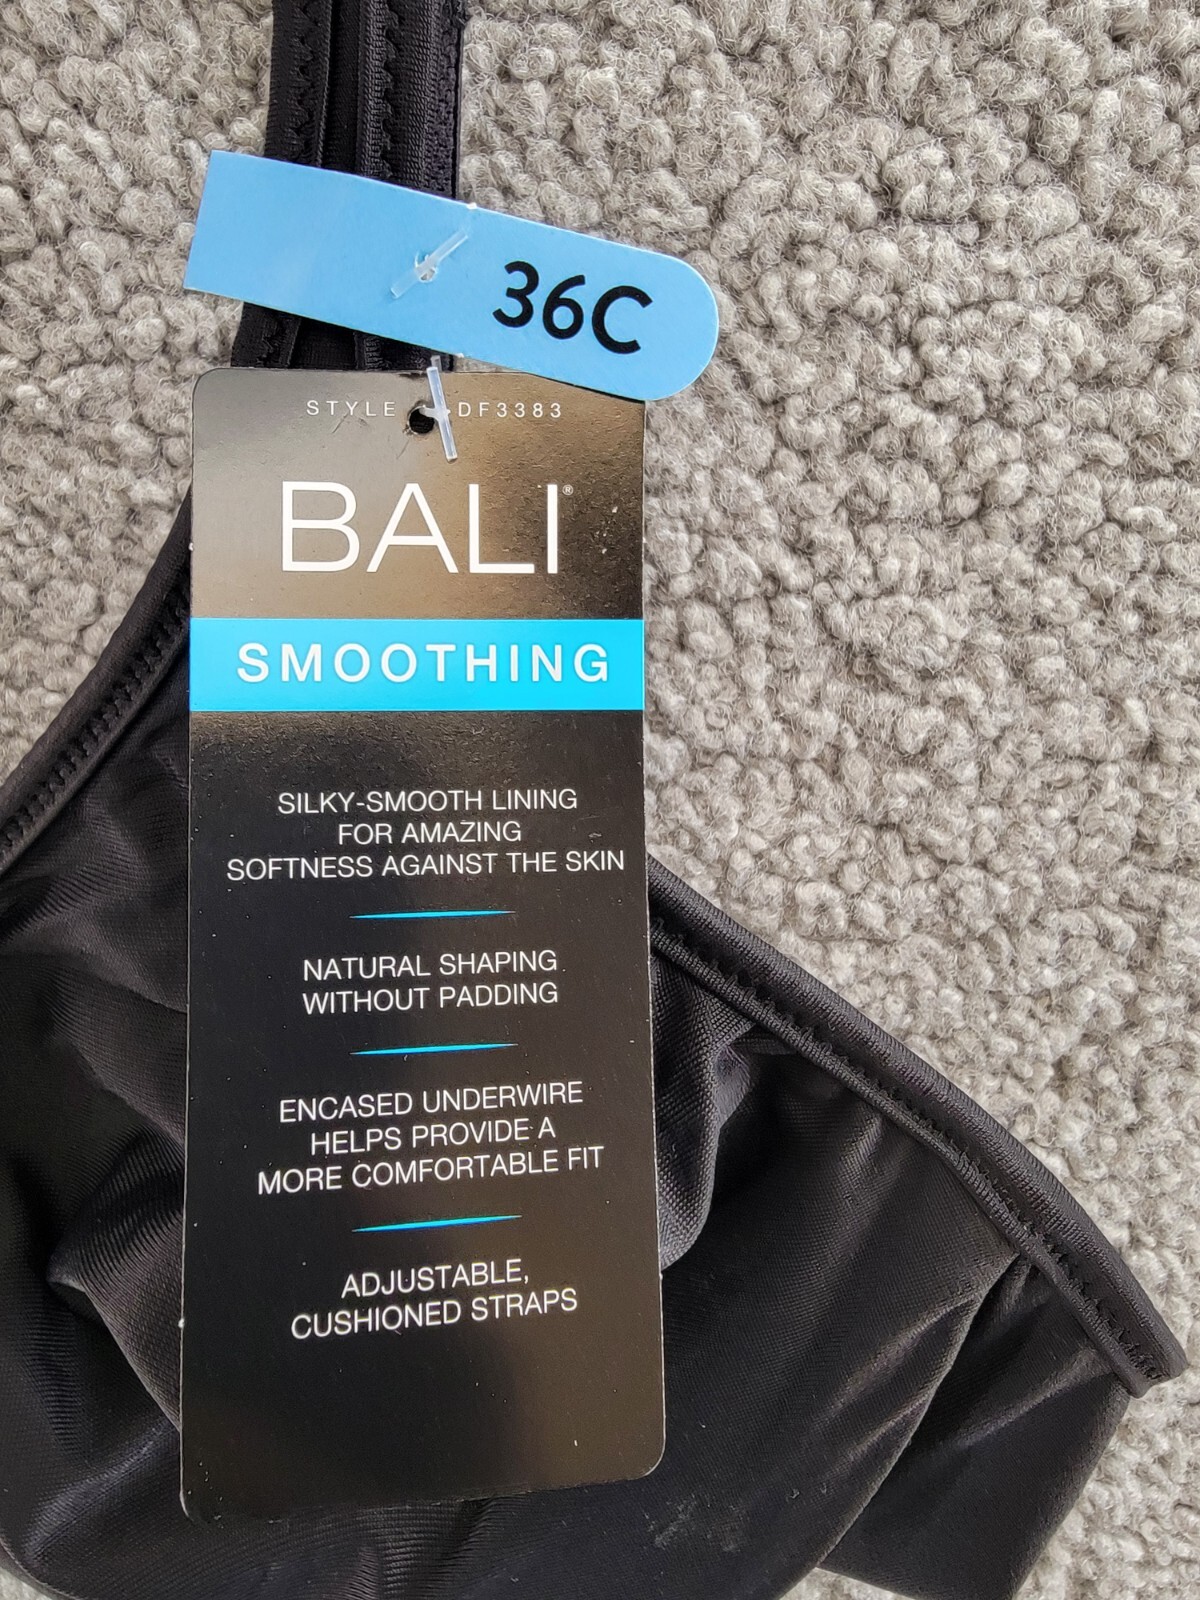 36C
STYLE DF3383
BALI®
SMOOTHING
SILKY-SMOOTH LINING
FOR AMAZING
SOFTNESS AGAINST THE SKIN
NATURAL SHAPING
WITHOUT PADDING
ENCASED UNDERWIRE
HELPS PROVIDE A
MORE COMFORTABLE FIT
ADJUSTABLE,
CUSHIONED STRAPS